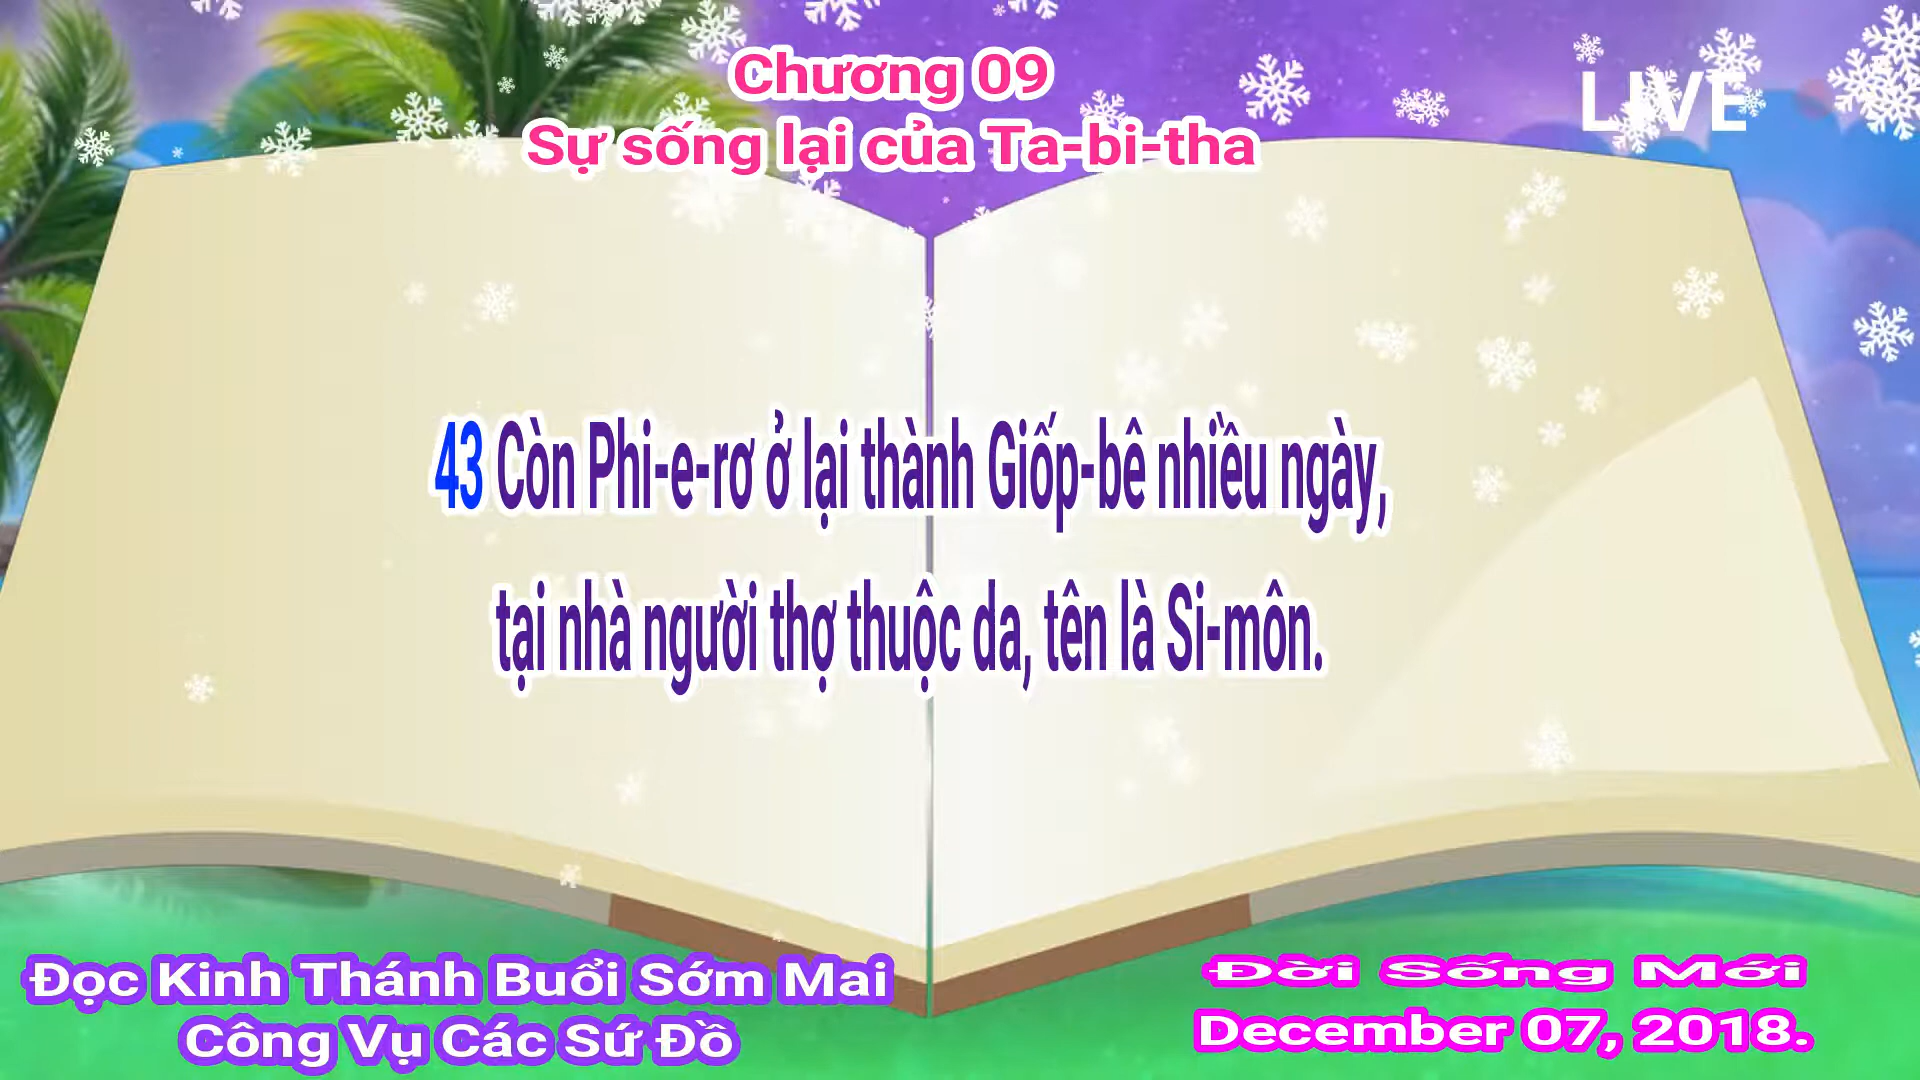 Chương 09
Sự sống lại của Ta-bi-tha
LIVE
43 Còn Phi-e-rơ ở lại thành Giốp-bê nhiều ngày,
tại nhà người thợ thuộc da, tên là Si-môn.
Đọc Kinh Thánh Buổi Sớm Mai
Công Vụ Các Sứ Đồ
Đời Sống Mới
December 07, 2018.